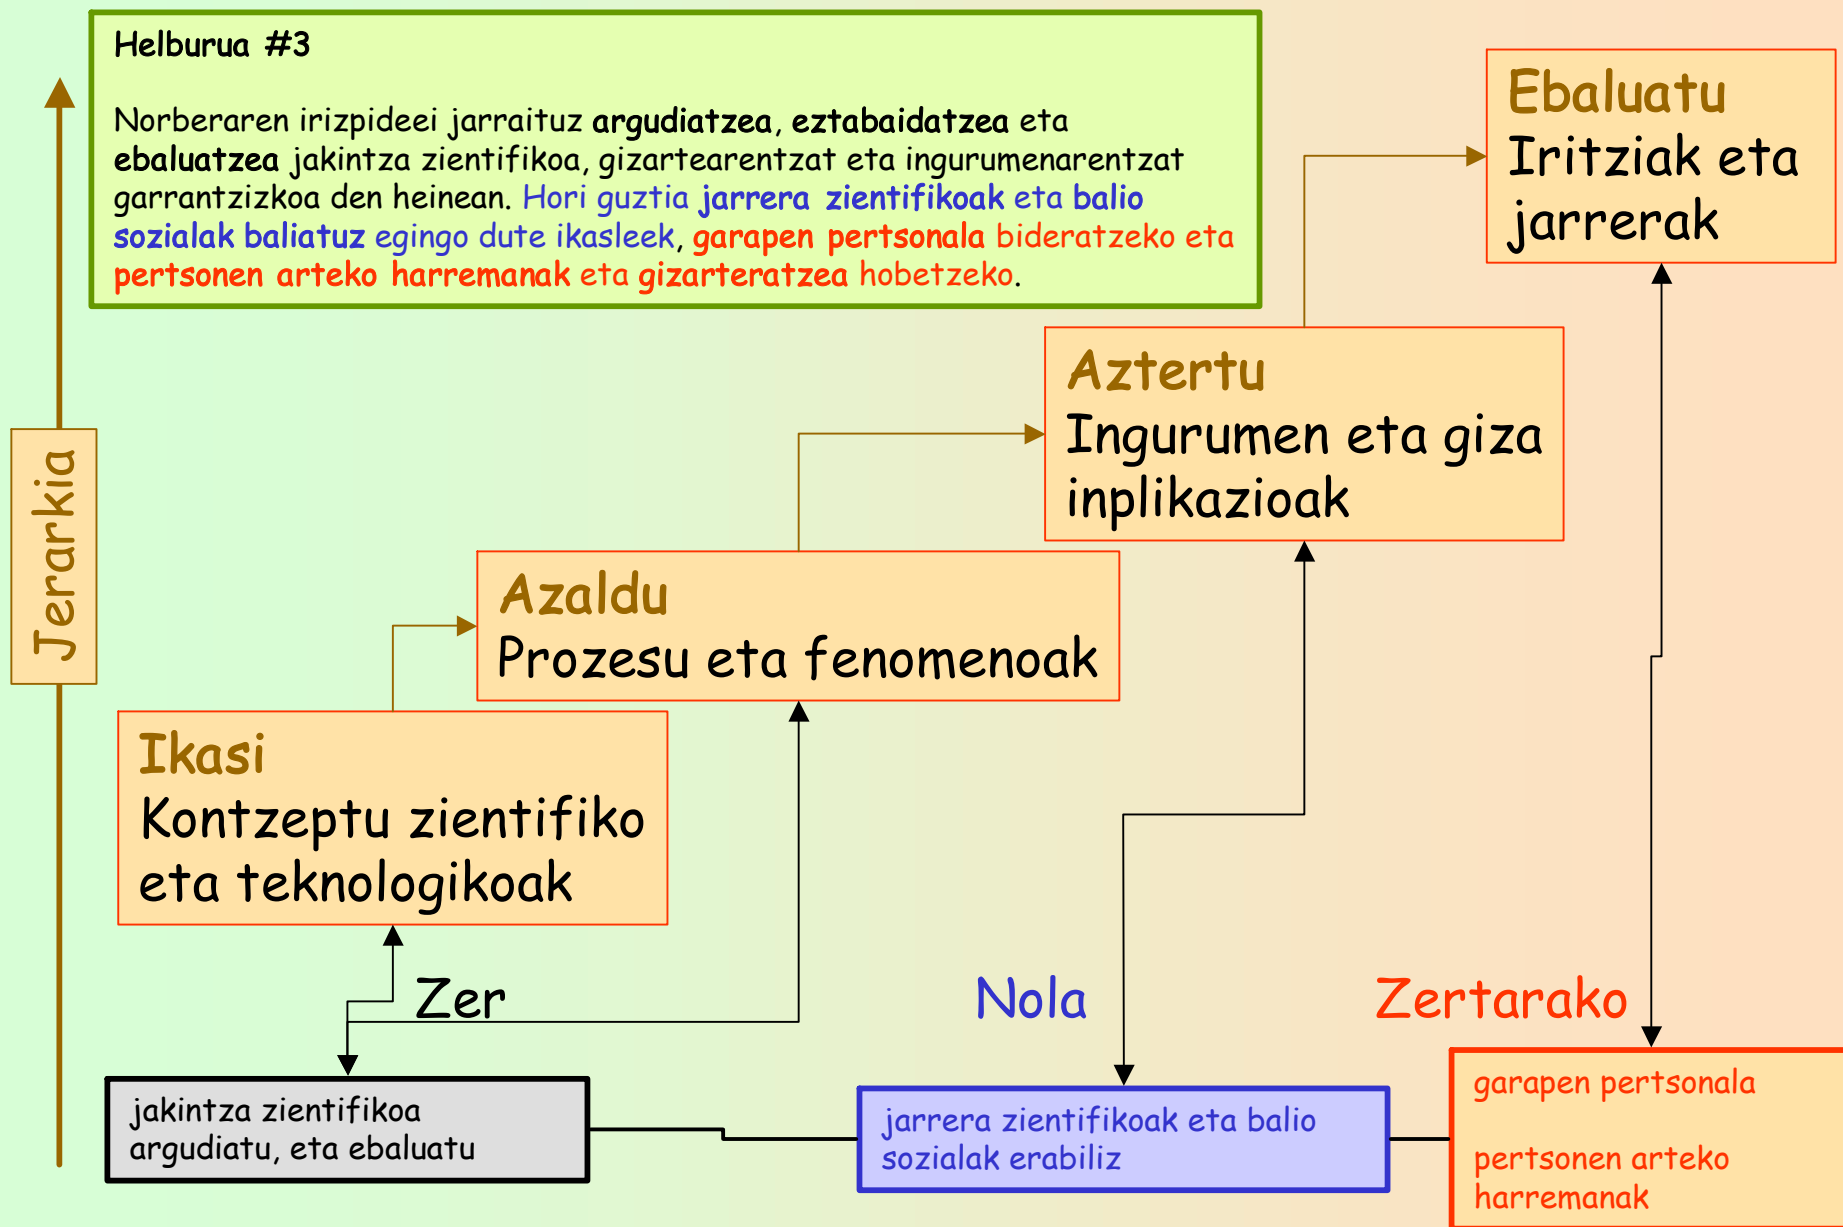 Helburua #3
Norberaren irizpideei jarraituz argudiatzea, eztabaidatzea eta
ebaluatzea jakintza zientifikoa, gizartearentzat eta ingurumenarentzat
garrantzizkoa den heinean. Hori guztia jarrera zientifikoak eta balio
sozialak baliatuz egingo dute ikasleek, garapen pertsonala bideratzeko eta
pertsonen arteko harremanak eta gizarteratzea hobetzeko.
Ebaluatu
Iritziak eta
jarrerak
Aztertu
Ingurumen eta giza
inplikazioak
Jerarkia
Azaldu
Prozesu eta fenomenoak
Ikasi
Kontzeptu zientifiko
eta teknologikoak
Zer
Nola
Zertarako
jakintza zientifikoa
argudiatu, eta ebaluatu
jarrera zientifikoak eta balio
sozialak erabiliz
garapen pertsonala
pertsonen arteko
harremanak